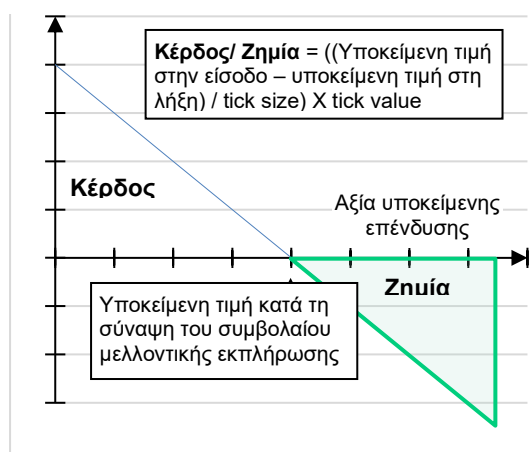 Κέρδος/ Ζημία = ((Υποκείμενη τιμή
στην είσοδο – υποκείμενη τιμή στη
λήξη) / tick size) X tick value
Κέρδος
Αξία υποκείμενης
επένδυσης
Ζημία
Υποκείμενη τιμή κατά τη
σύναψη του συμβολαίου
μελλοντικής εκπλήρωσης